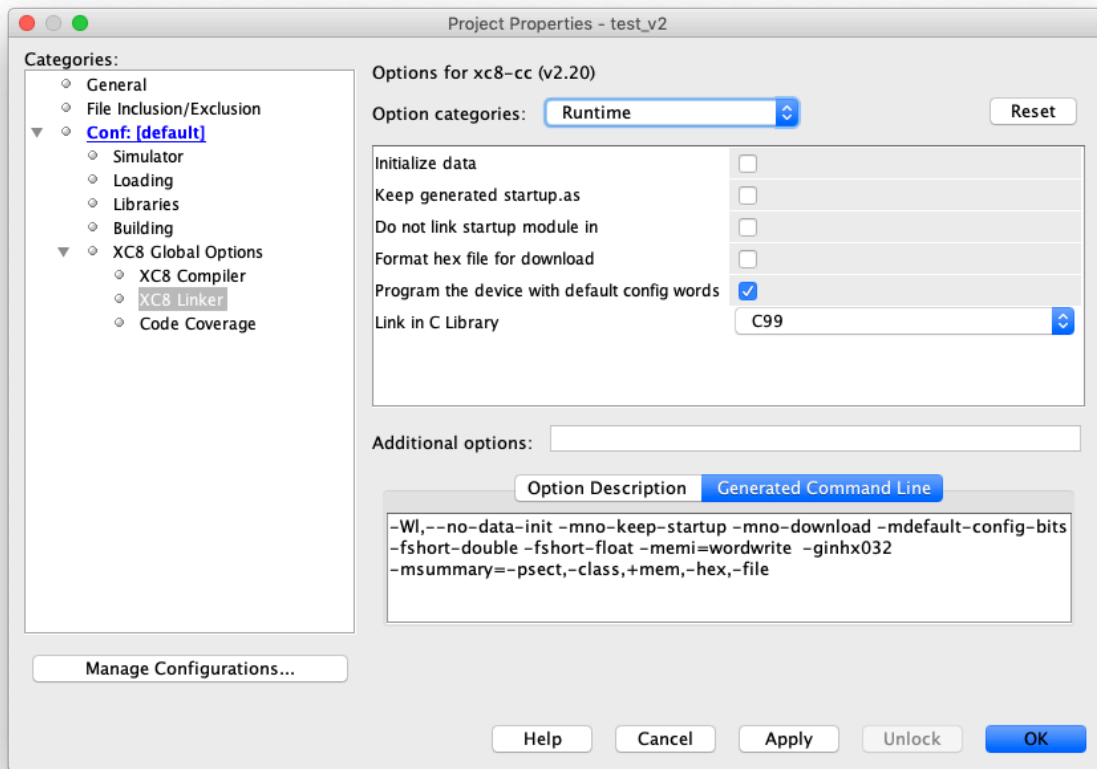 Project Properties - test_v2
Categories:
General
File Inclusion/Exclusion
Conf: [default]
Simulator
Loading
Libraries
Building
XC8 Global Options
XC8 Compiler
XC8 Linker
Code Coverage
Manage Configurations...
Options for xc8-cc (v2.20)
Option categories: Runtime Reset
Initialize data
Keep generated startup.as
Do not link startup module in
Format hex file for download
Program the device with default config words
Link in C Library C99
Additional options:
Option Description Generated Command Line
-Wl,--no-data-init -mno-keep-startup -mno-download -mdefault-config-bits
-fshort-double -fshort-float -memi=wordwrite -ginhx032
-msummary=-psect,-class,+mem,-hex,-file
Help Cancel Apply Unlock OK